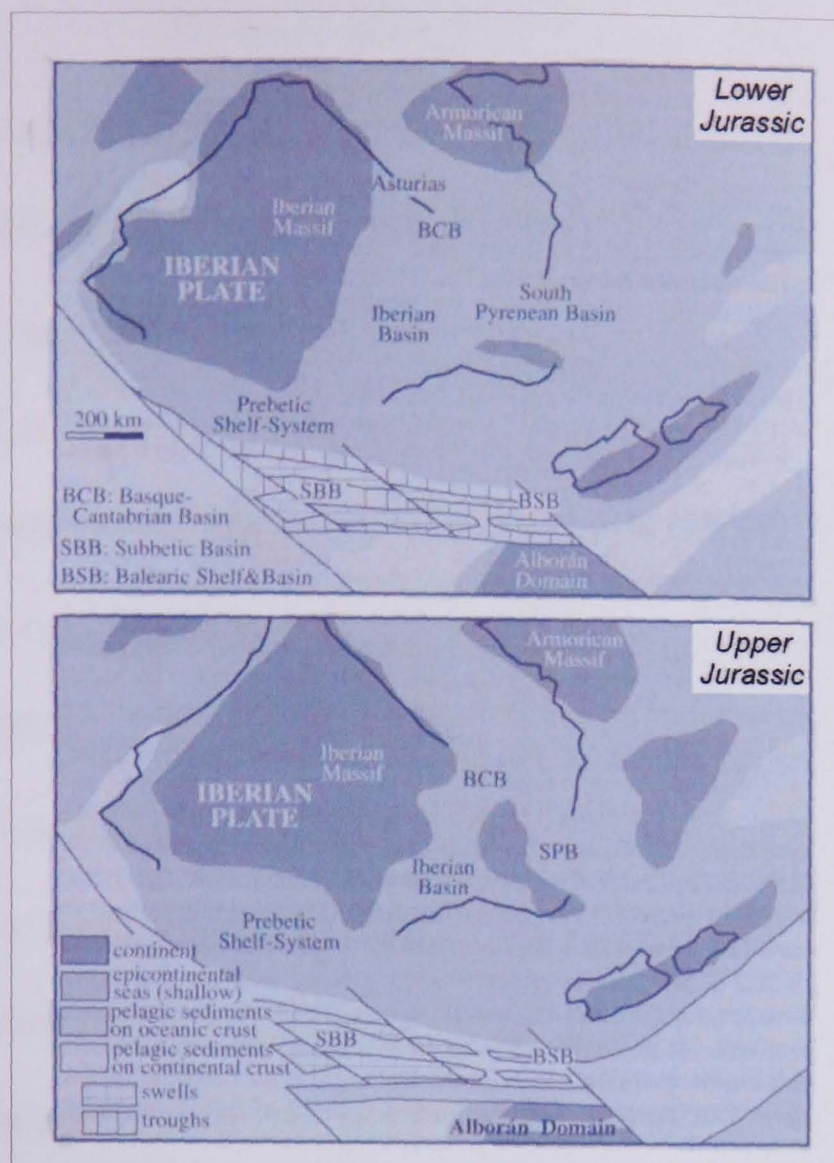 Lower
Jurassic
Armorican
Massif
Asturias
Iberian
Massif
BCB
IBERIAN
PLATE
South
Pyrenean Basin
Iberian
Basin
Prebetic
Shelf-System
200 km
SBB
BSB
BCB: Basque-
Cantabrian Basin
SBB: Subbetic Basin
BSB: Balearic Shelf&Basin
Alborán
Domain
Upper
Jurassic
Armorican
Massif
Iberian
Massif
BCB
IBERIAN
PLATE
SPB
Iberian
Basin
Prebetic
Shelf-System
continent
epicontinental
seas (shallow)
pelagic sediments
on oceanic crust
pelagic sediments
on continental crust
swells
troughs
SBB
BSB
Alborán Domain